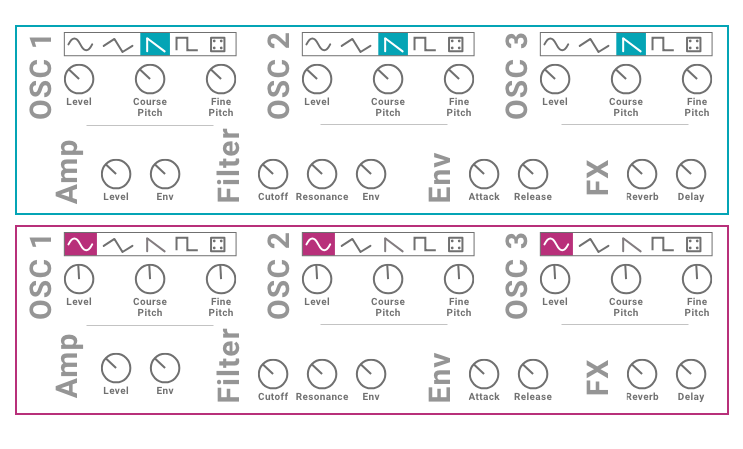 OSC 1
OSC 2
OSC 3
Level
Course Pitch
Fine Pitch
Level
Course Pitch
Fine Pitch
Level
Course Pitch
Fine Pitch
Amp
Level
Env
Filter
Cutoff
Resonance
Env
Env
Attack
Release
FX
Reverb
Delay
OSC 1
OSC 2
OSC 3
Level
Course Pitch
Fine Pitch
Level
Course Pitch
Fine Pitch
Level
Course Pitch
Fine Pitch
Amp
Level
Env
Filter
Cutoff
Resonance
Env
Env
Attack
Release
FX
Reverb
Delay